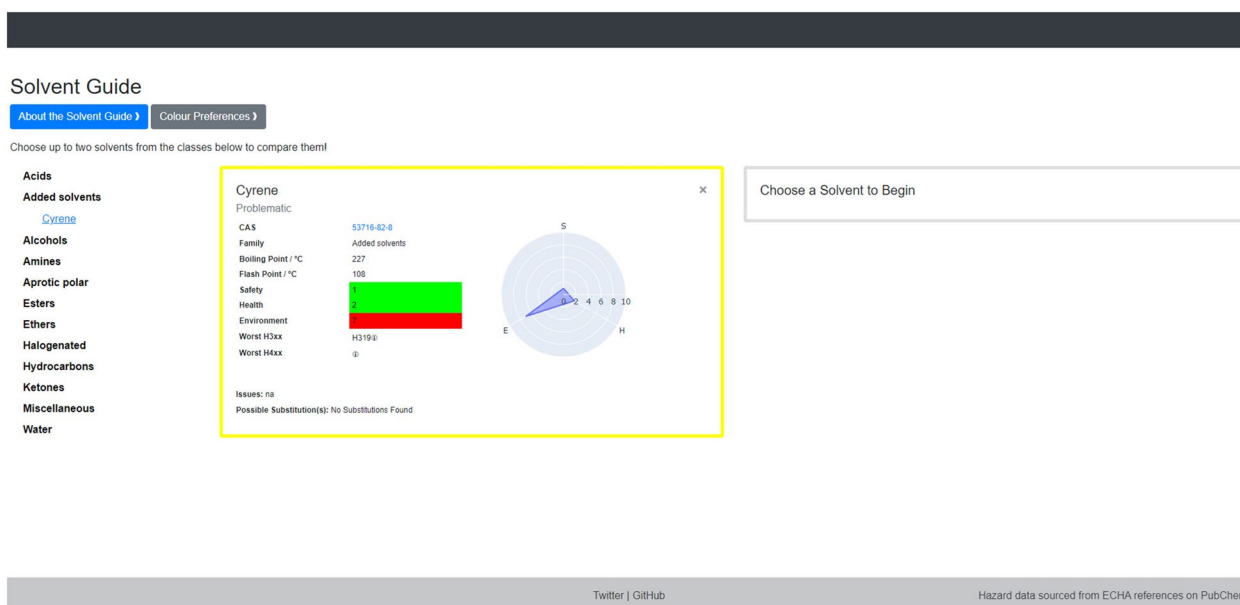 Solvent Guide
About the Solvent Guide ❱ Colour Preferences ❱
Choose up to two solvents from the classes below to compare them!
Acids
Added solvents
Cyrene
Alcohols
Amines
Aprotic polar
Esters
Ethers
Halogenated
Hydrocarbons
Ketones
Miscellaneous
Water
Cyrene ×
Problematic
CAS 53716-82-8
Family Added solvents
Boiling Point / °C 227
Flash Point / °C 108
Safety 1
Health 2
Environment 7
Worst H3xx H319
Worst H4xx
Issues: na
Possible Substitution(s): No Substitutions Found
S
0 2 4 6 8 10
E H
Choose a Solvent to Begin
Twitter | GitHub
Hazard data sourced from ECHA references on PubChe